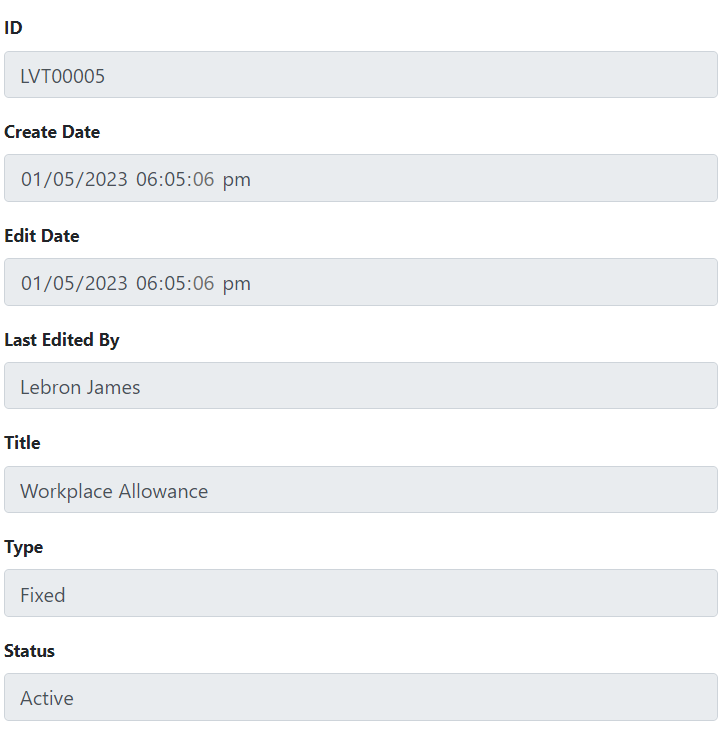 ID
LVT00005
Create Date
01/05/2023 06:05:06 pm
Edit Date
01/05/2023 06:05:06 pm
Last Edited By
Lebron James
Title
Workplace Allowance
Type
Fixed
Status
Active